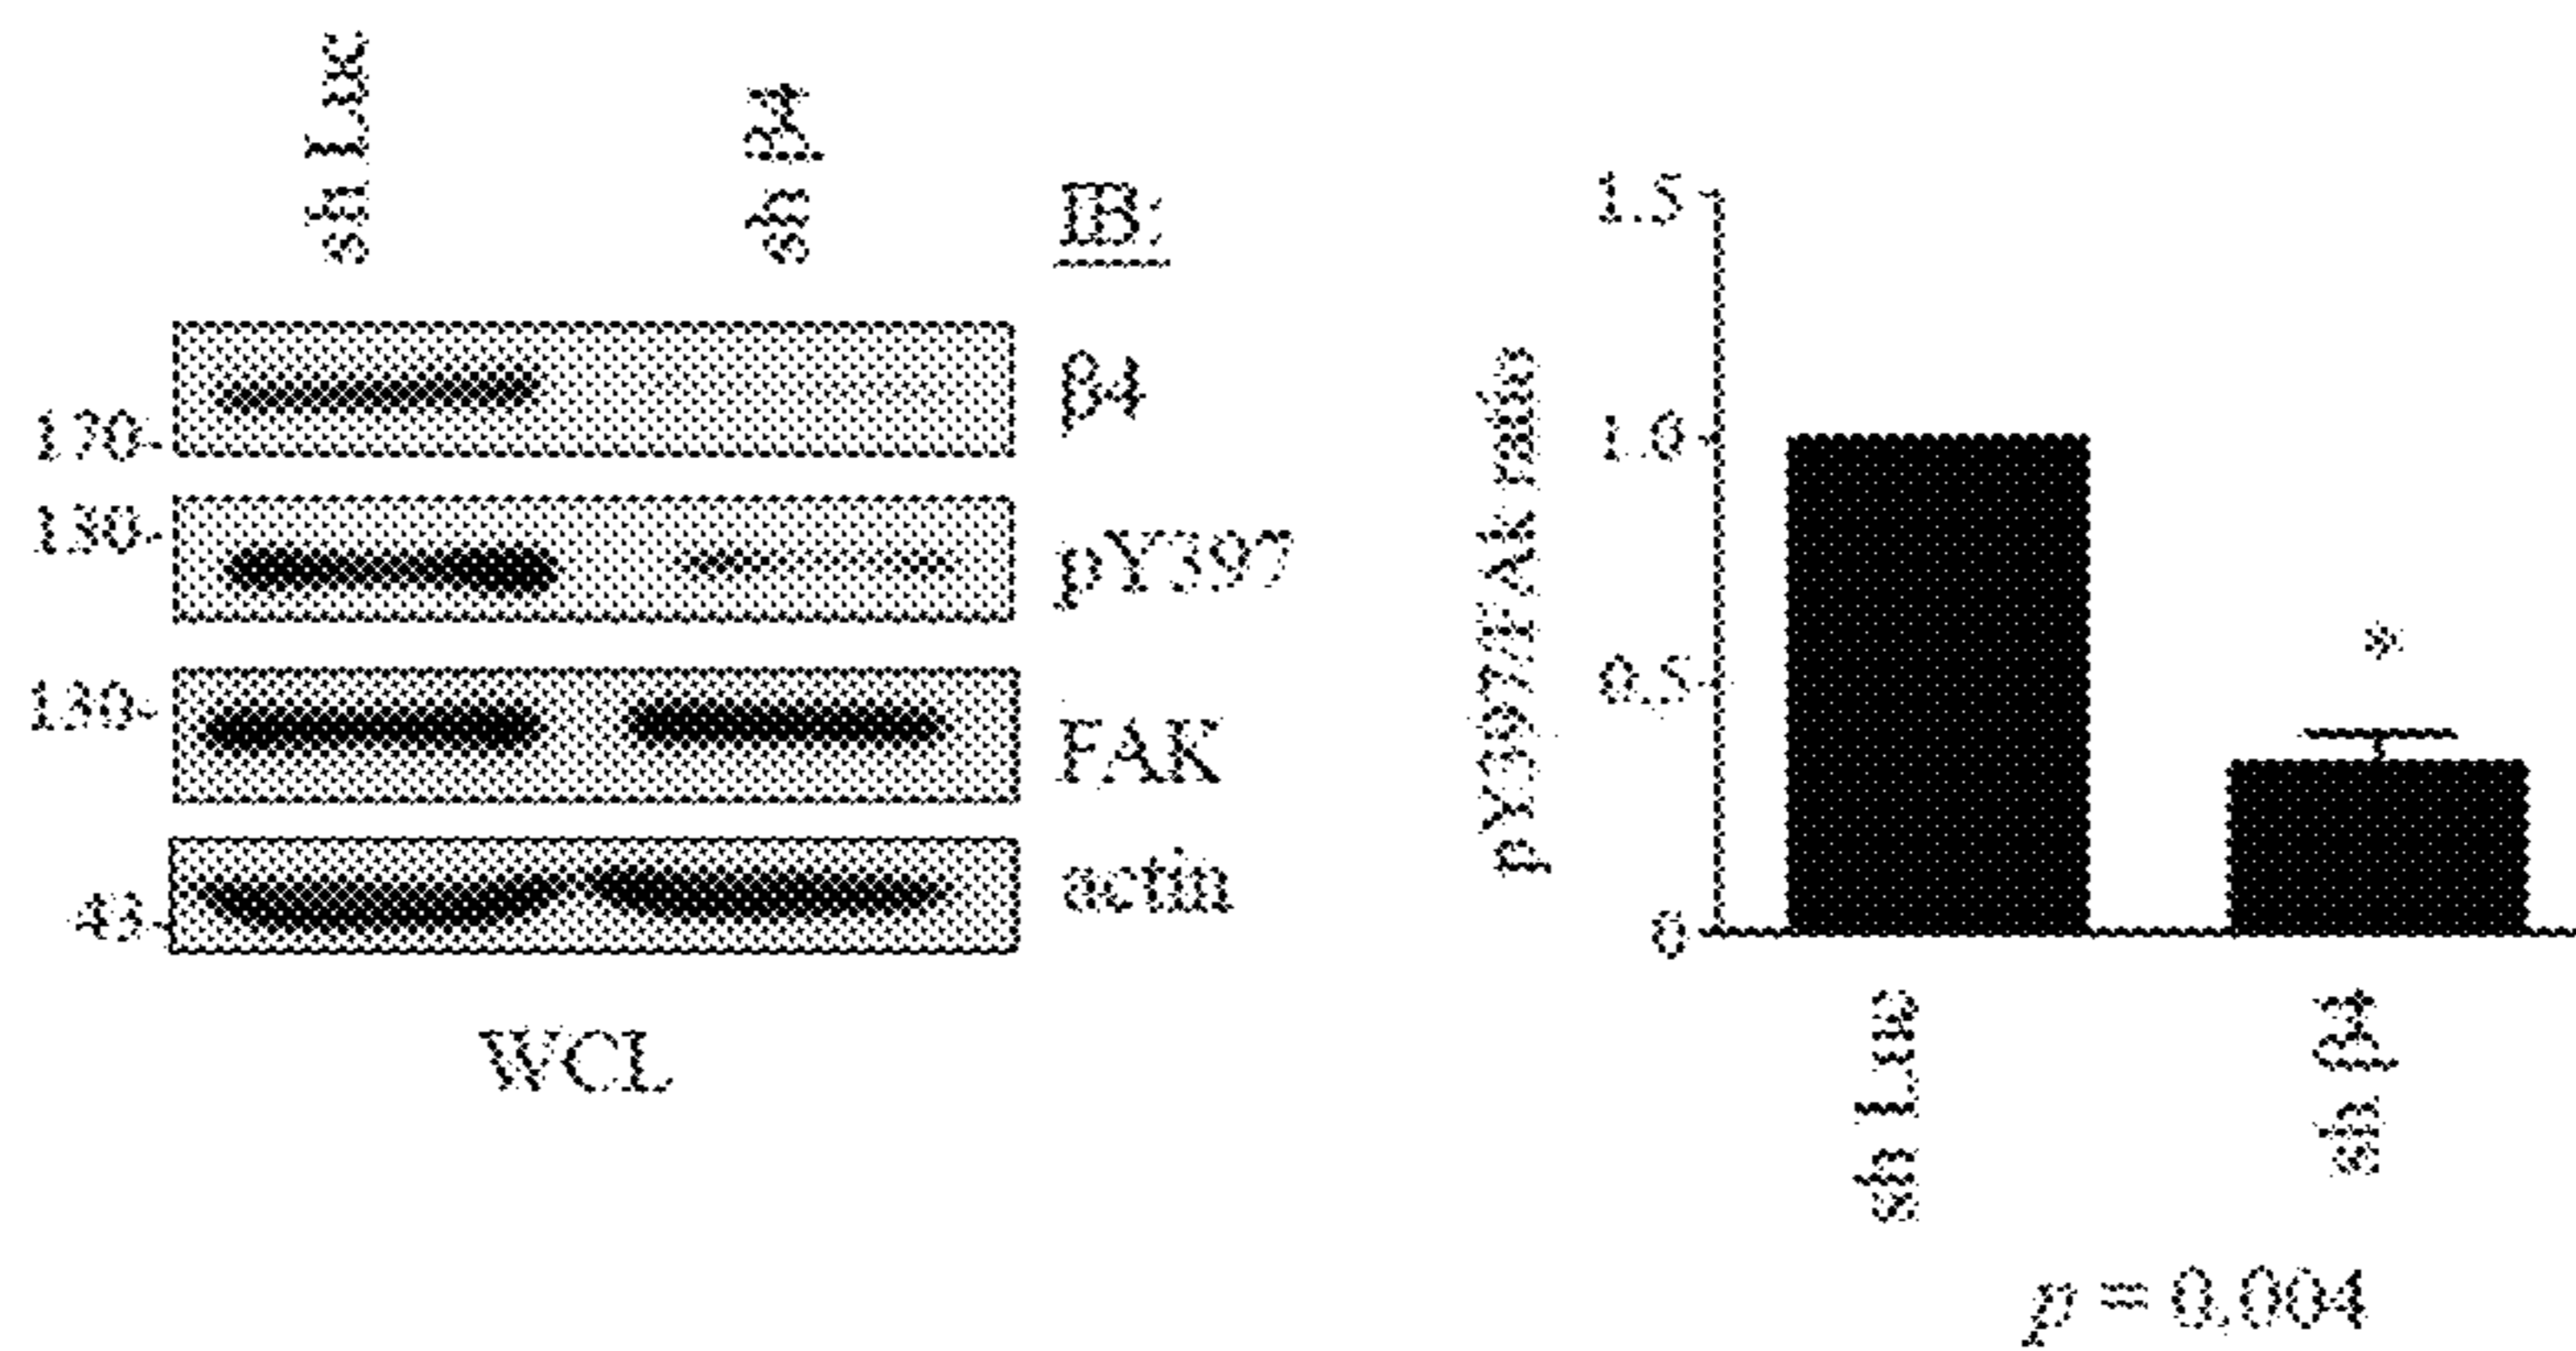 sh Luc
sh β4
IB:
170-
β4
130-
pY397
130-
FAK
43-
actin
WCL
pY397/FAK ratio
1.5
1.0
0.5
0
*
sh Luc
sh β4
p = 0.004